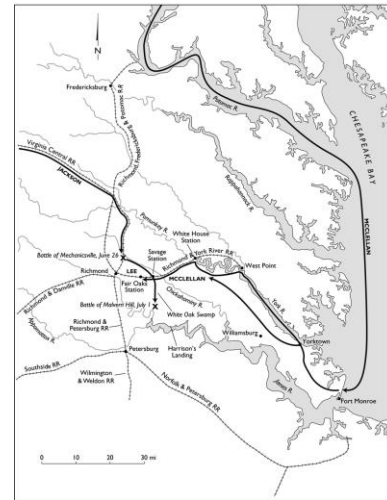 N
Potomac R.
Fredericksburg
CHESAPEAKE BAY
Richmond, Fredericksburg & Potomac R.R.
Rappahannock R.
Virginia Central RR
JACKSON
MCCLELLAN
Pamunkey R.
White House
Station
Battle of Mechanicsville, June 26
Savage
Station
Richmond & York River RR
West Point
Richmond
LEE
MCCLELLAN
Fair Oaks
Station
Richmond & Danville RR
Chickahominy R.
York R.
Battle of Malvern Hill, July 1
White Oak Swamp
Appomattox R.
Richmond &
Petersburg RR
Williamsburg
Yorktown
Harrison's
Landing
Petersburg
James R.
Southside RR
Fort Monroe
Wilmington
& Weldon RR
Norfolk & Petersburg RR
0 10 20 30 mi